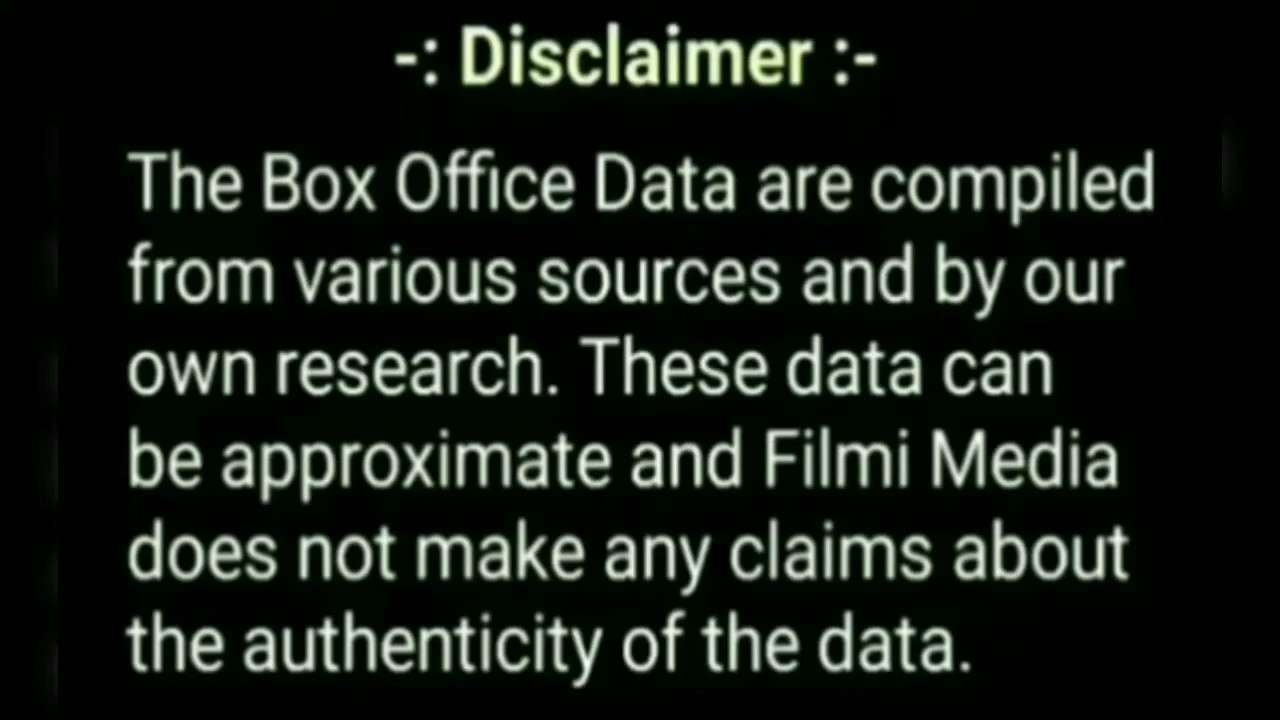 -: Disclaimer :-
The Box Office Data are compiled
from various sources and by our
own research. These data can
be approximate and Filmi Media
does not make any claims about
the authenticity of the data.